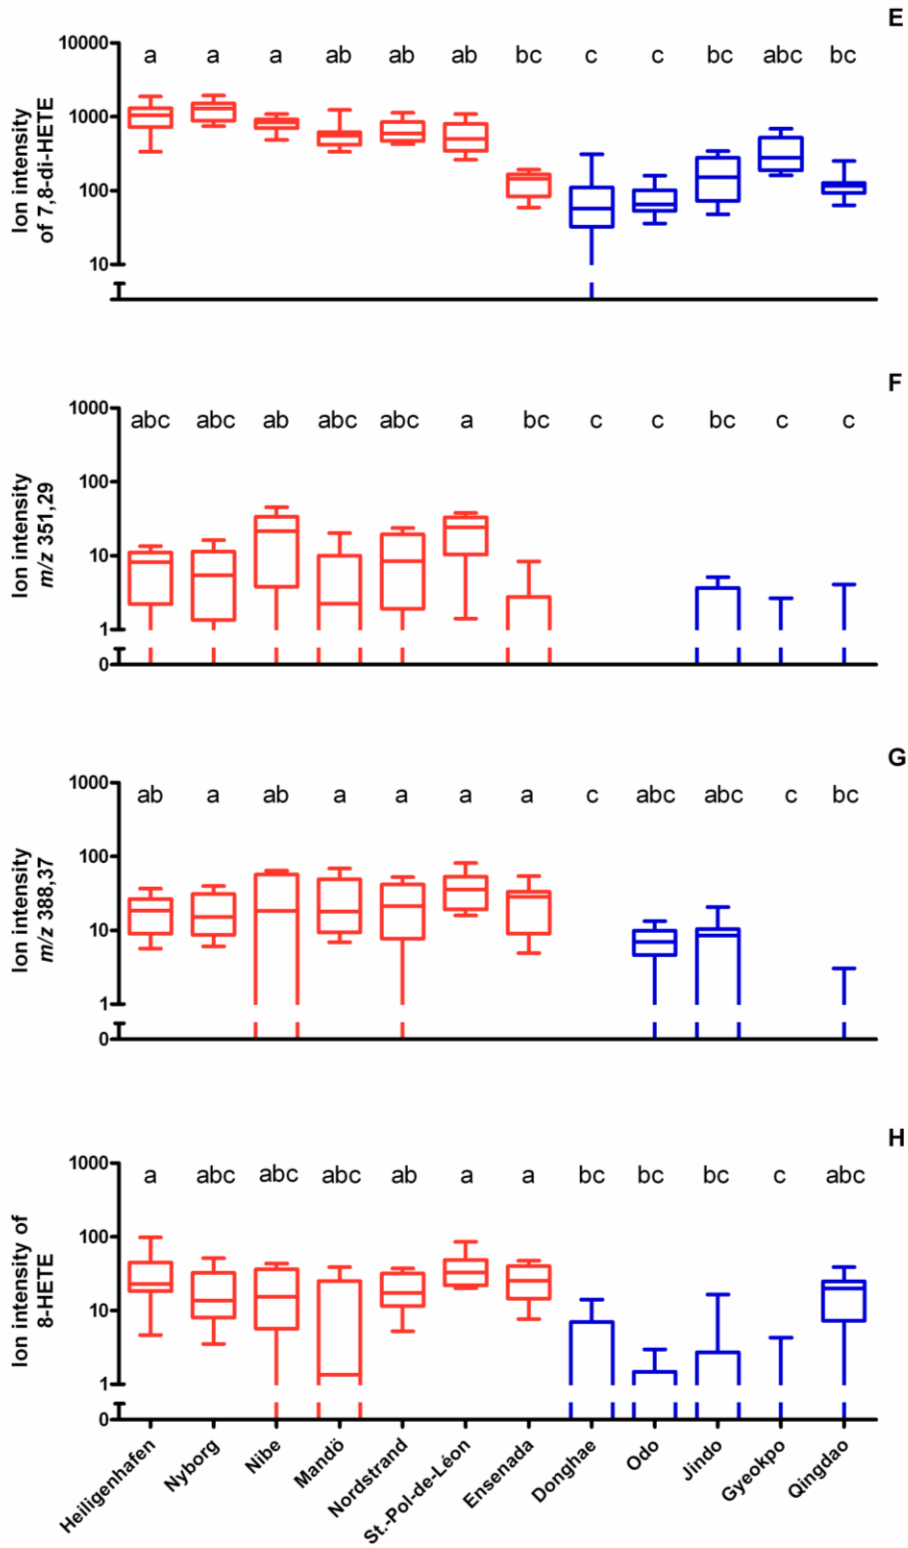 E
10000
a a a ab ab ab bc c c bc abc bc
1000
100
10
Ion intensity
of 7,8-di-HETE
F
1000
abc abc ab abc abc a bc c c bc c c
100
10
1
0
Ion intensity
m/z 351,29
G
1000
ab a ab a a a a c abc abc c bc
100
10
1
0
Ion intensity
m/z 388,37
H
1000
a abc abc abc ab a a bc bc bc c abc
100
10
1
0
Ion intensity of
8-HETE
Heiligenhafen
Nyborg
Nibe
Mandö
Nordstrand
St.-Pol-de-Léon
Ensenada
Donghae
Odo
Jindo
Gyeokpo
Qingdao